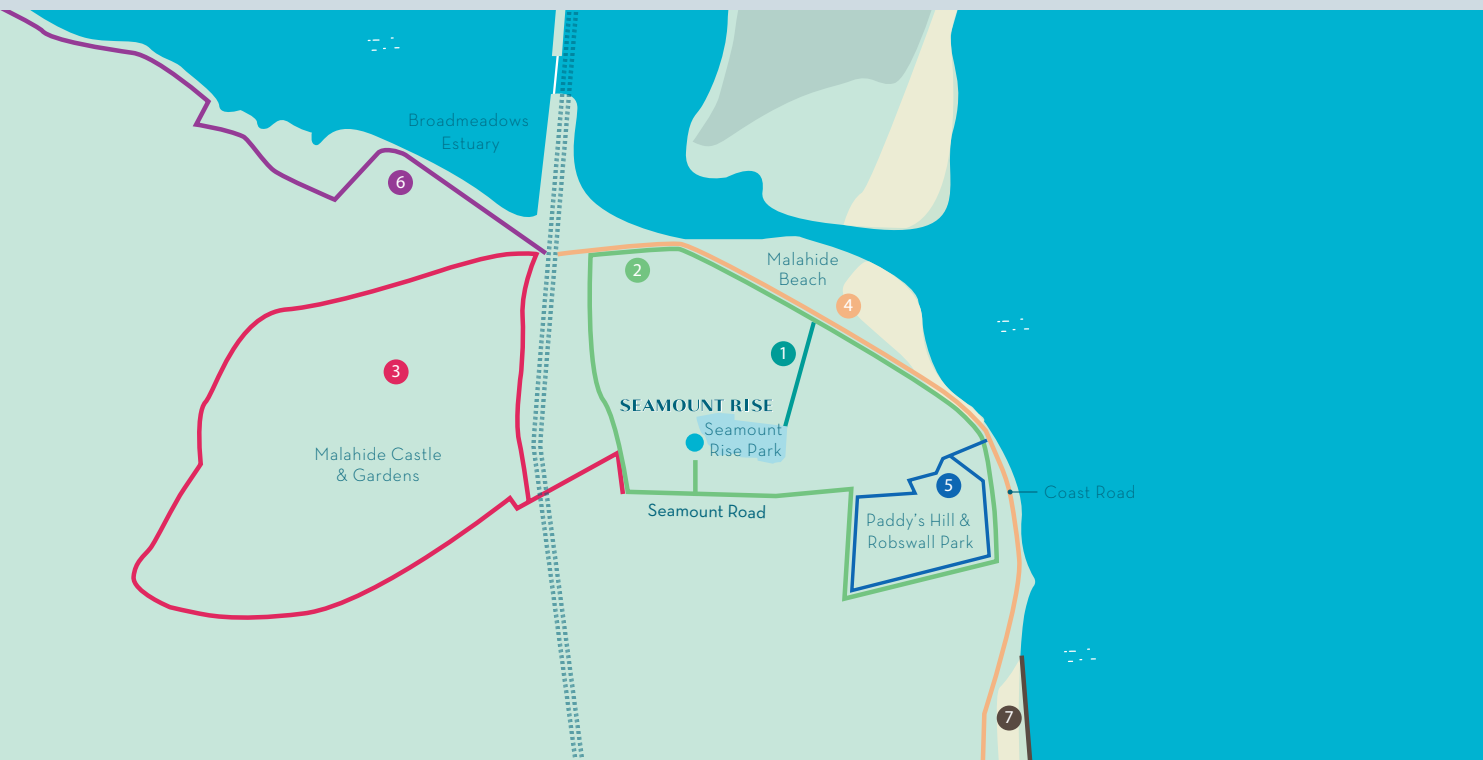 Broadmeadows
Estuary
6
2
Malahide
Beach
4
1
3
SEAMOUNT RISE
Seamount
Rise Park
Malahide Castle
& Gardens
5
Coast Road
Seamount Road
Paddy's Hill &
Robswall Park
7